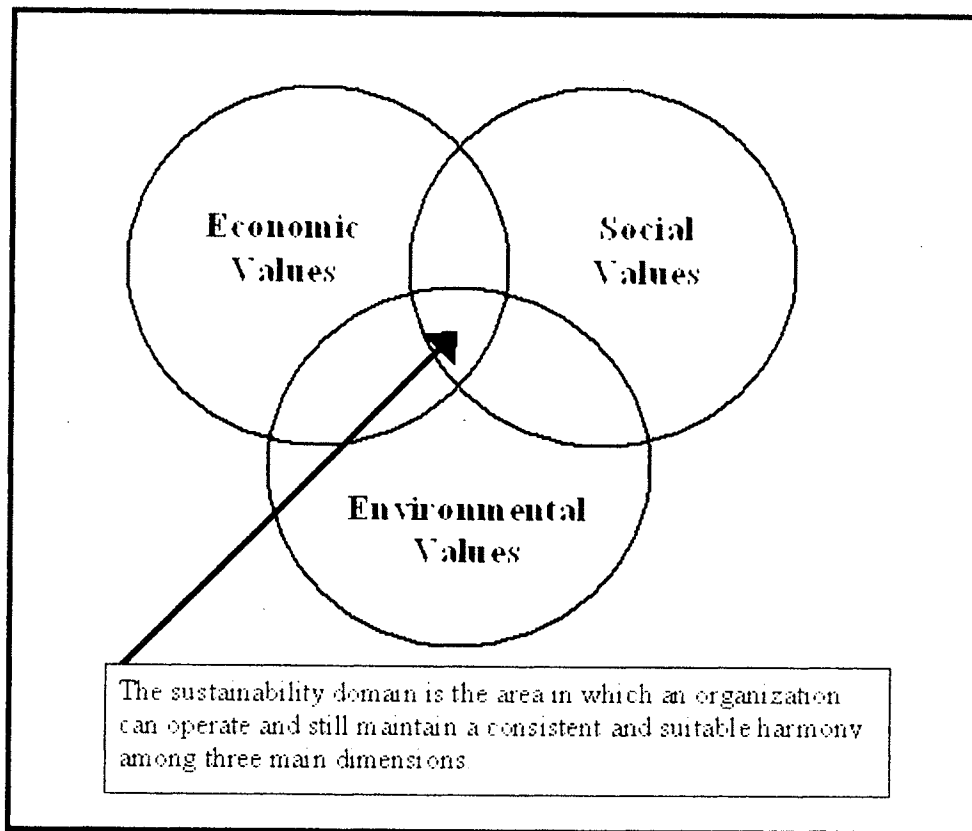 Economic
Values
Social
Values
Environmental
Values
The sustainability domain is the area in which an organization
can operate and still maintain a consistent and suitable harmony
among three main dimensions